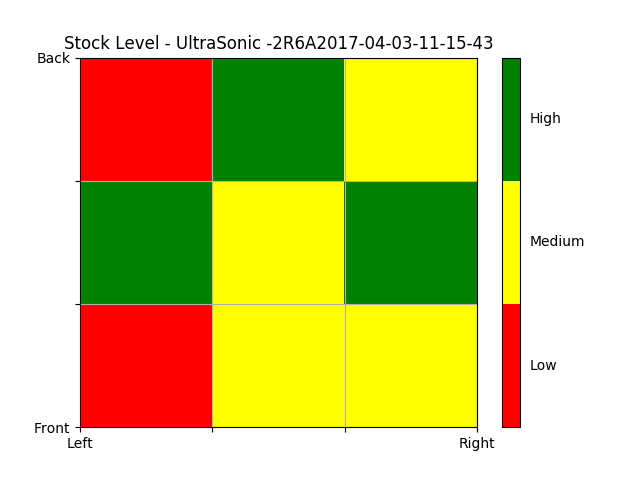 Stock Level - UltraSonic -2R6A2017-04-03-11-15-43
Back
High
Medium
Low
Front
Left
Right